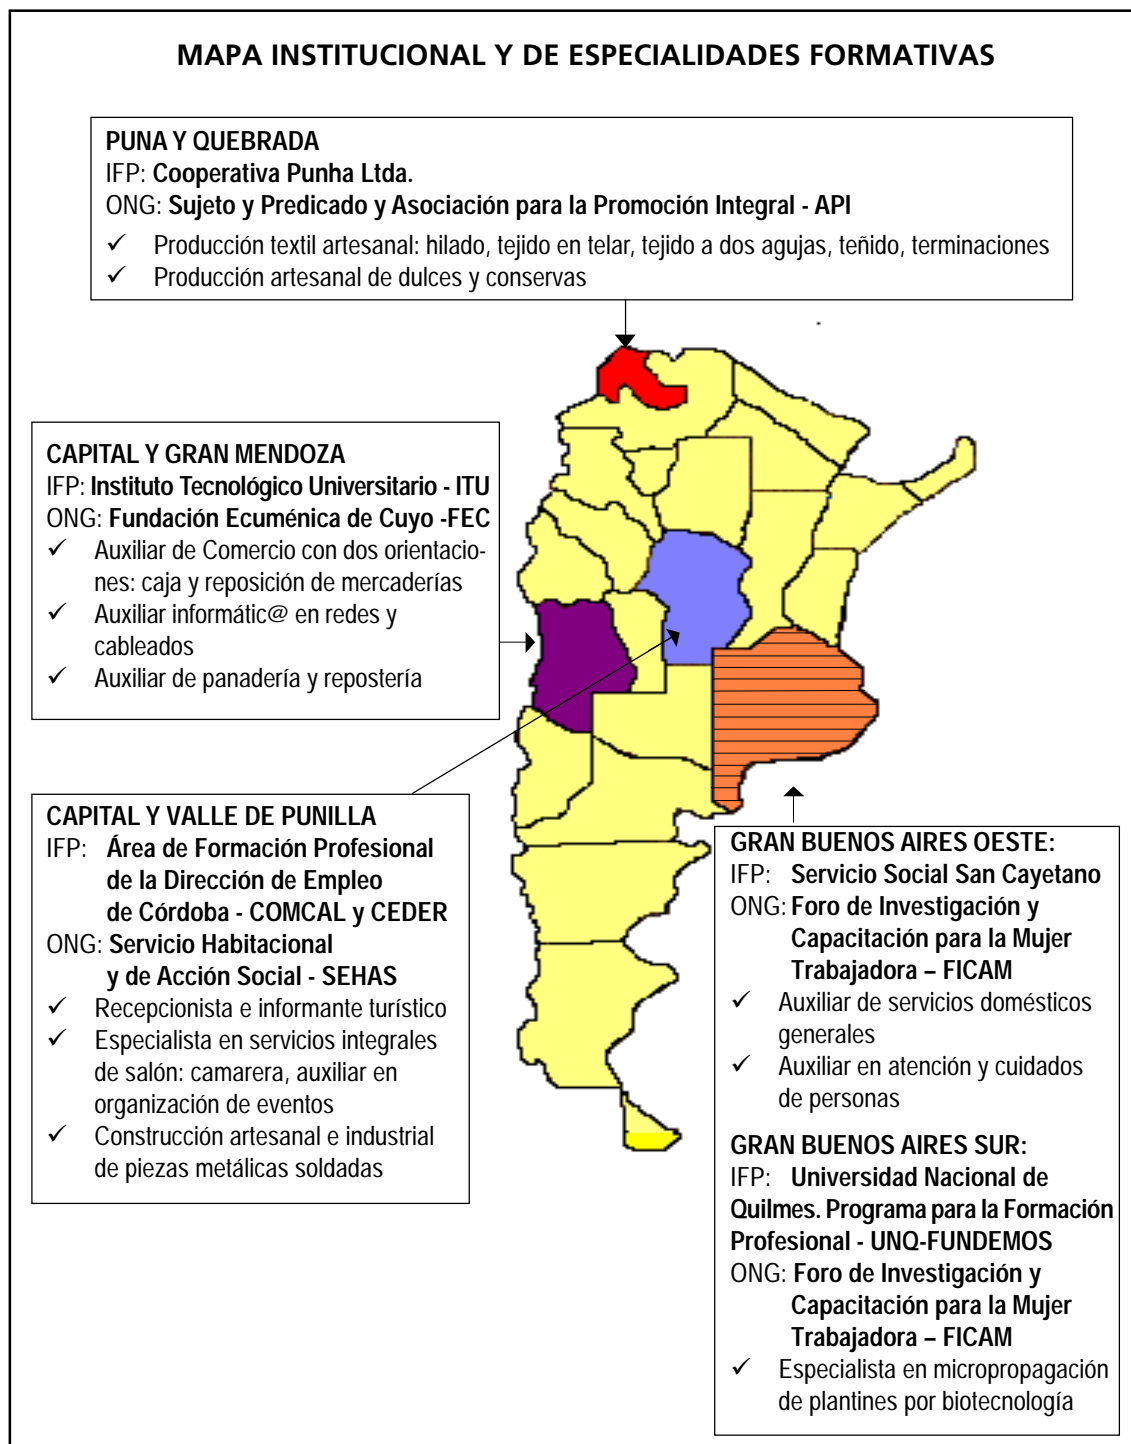 MAPA INSTITUCIONAL Y DE ESPECIALIDADES FORMATIVAS
PUNA Y QUEBRADA
IFP: Cooperativa Punha Ltda.
ONG: Sujeto y Predicado y Asociación para la Promoción Integral - API
✓ Producción textil artesanal: hilado, tejido en telar, tejido a dos agujas, teñido, terminaciones
✓ Producción artesanal de dulces y conservas
CAPITAL Y GRAN MENDOZA
IFP: Instituto Tecnológico Universitario - ITU
ONG: Fundación Ecuménica de Cuyo -FEC
✓ Auxiliar de Comercio con dos orientacio-
nes: caja y reposición de mercaderías
✓ Auxiliar informátic@ en redes y
cableados
✓ Auxiliar de panadería y repostería
CAPITAL Y VALLE DE PUNILLA
IFP: Área de Formación Profesional
de la Dirección de Empleo
de Córdoba - COMCAL y CEDER
ONG: Servicio Habitacional
y de Acción Social - SEHAS
✓ Recepcionista e informante turístico
✓ Especialista en servicios integrales
de salón: camarera, auxiliar en
organización de eventos
✓ Construcción artesanal e industrial
de piezas metálicas soldadas
GRAN BUENOS AIRES OESTE:
IFP: Servicio Social San Cayetano
ONG: Foro de Investigación y
Capacitación para la Mujer
Trabajadora – FICAM
✓ Auxiliar de servicios domésticos
generales
✓ Auxiliar en atención y cuidados
de personas
GRAN BUENOS AIRES SUR:
IFP: Universidad Nacional de
Quilmes. Programa para la Formación
Profesional - UNQ-FUNDEMOS
ONG: Foro de Investigación y
Capacitación para la Mujer
Trabajadora – FICAM
✓ Especialista en micropropagación
de plantines por biotecnología